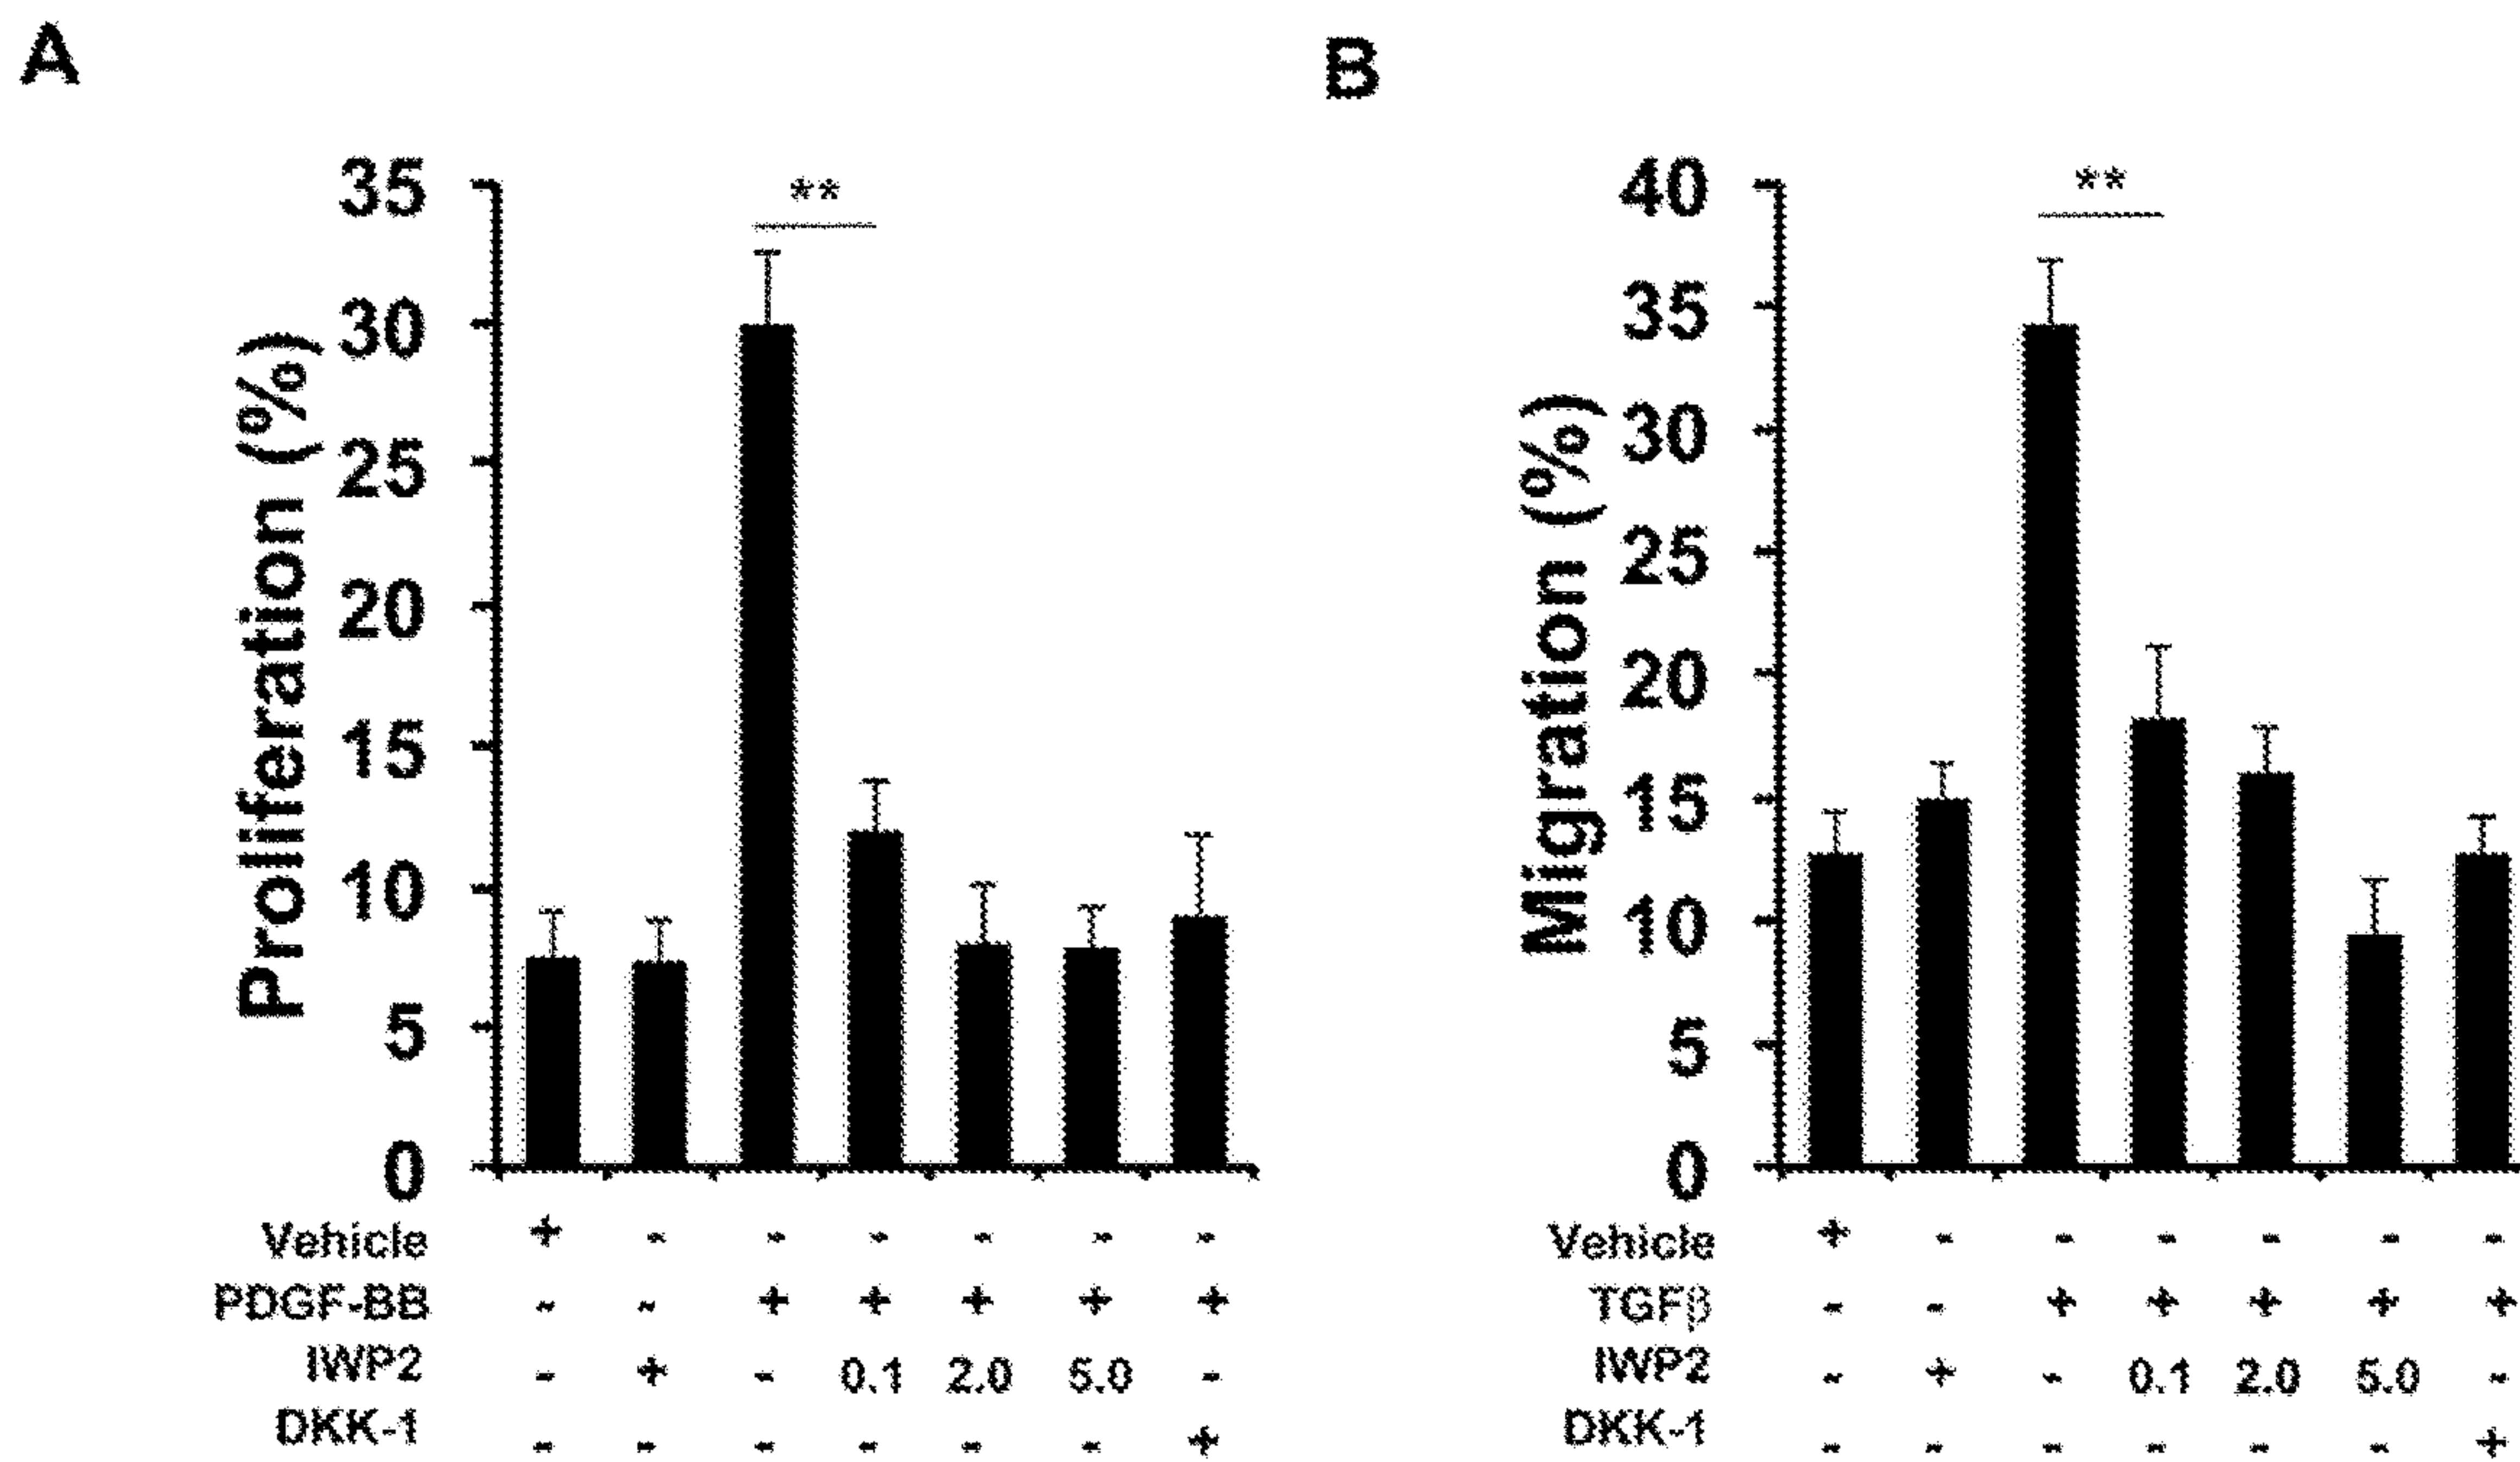 A
B
**
35
30
25
20
15
10
5
0
Proliferation (%)
Vehicle + - - - - - -
PDGF-BB - - + + + + +
IWP2 - + - 0.1 2.0 5.0 -
DKK-1 - - - - - - +
**
40
35
30
25
20
15
10
5
0
Migration (%)
Vehicle + - - - - - -
TGFβ - - + + + + +
IWP2 - + - 0.1 2.0 5.0 -
DKK-1 - - - - - - +